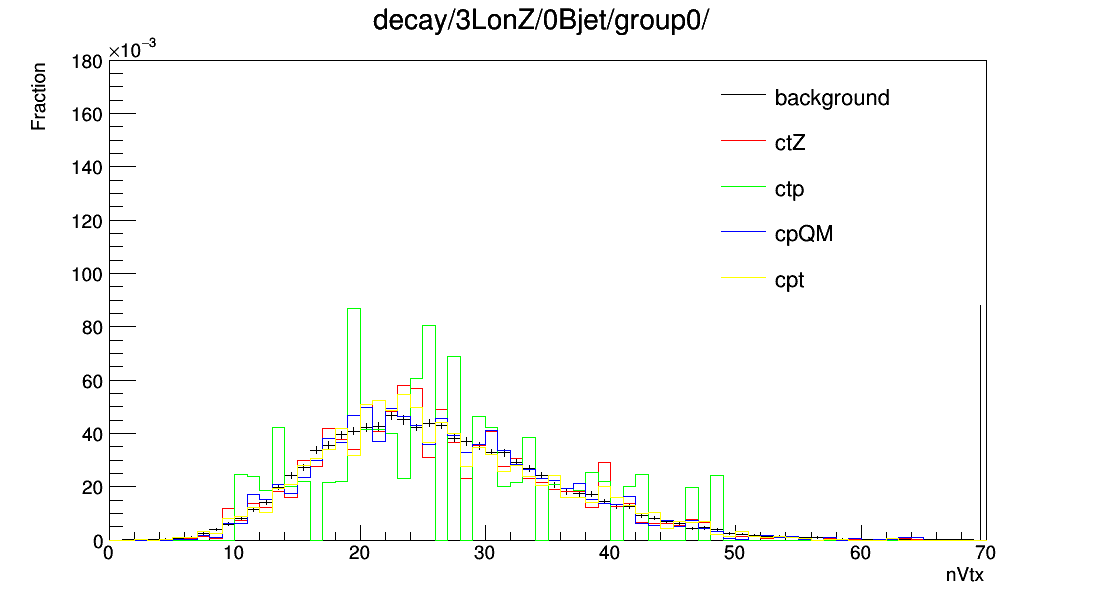 decay/3LonZ/0Bjet/group0/
×10⁻³
Fraction
180
160
140
120
100
80
60
40
20
0
background
ctZ
ctp
cpQM
cpt
0 10 20 30 40 50 60 70
nVtx